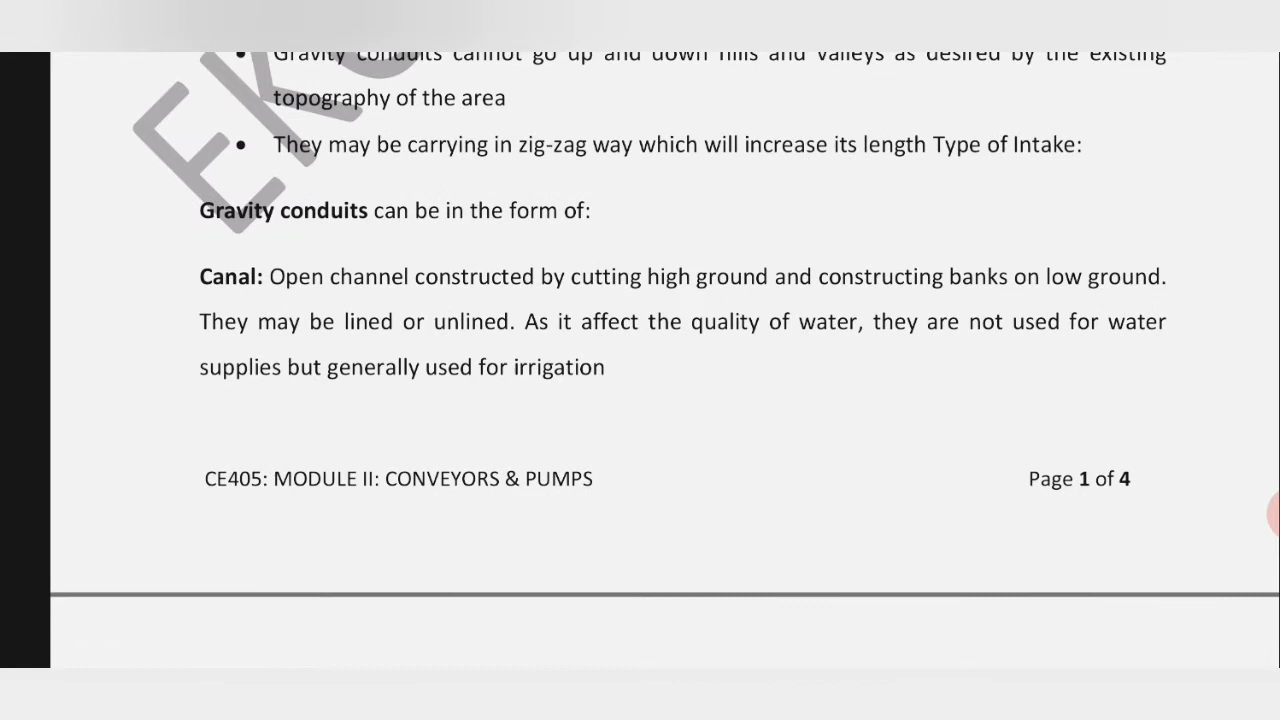 Gravity conduits cannot go up and down hills and valleys as desired by the existing
topography of the area
They may be carrying in zig-zag way which will increase its length Type of Intake:
Gravity conduits can be in the form of:
Canal: Open channel constructed by cutting high ground and constructing banks on low ground.
They may be lined or unlined. As it affect the quality of water, they are not used for water
supplies but generally used for irrigation
CE405: MODULE II: CONVEYORS & PUMPS Page 1 of 4